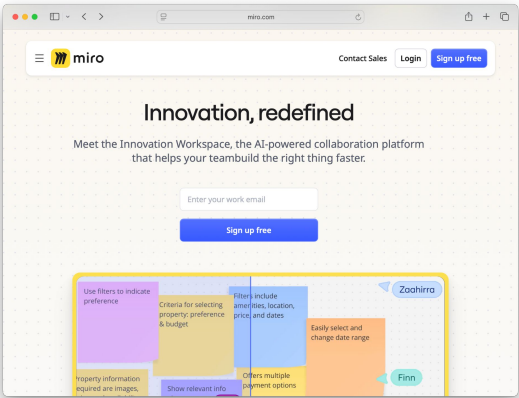 miro.com
miro
Contact Sales
Login
Sign up free
Innovation, redefined
Meet the Innovation Workspace, the AI-powered collaboration platform
that helps your teambuild the right thing faster.
Enter your work email
Sign up free
Use filters to indicate
preference
Criteria for selecting
property: preference
& budget
Filters include
amenities, location,
price, and dates
Easily select and
change date range
Zaahirra
Property information
required are images,
Show relevant info
Offers multiple
payment options
Finn